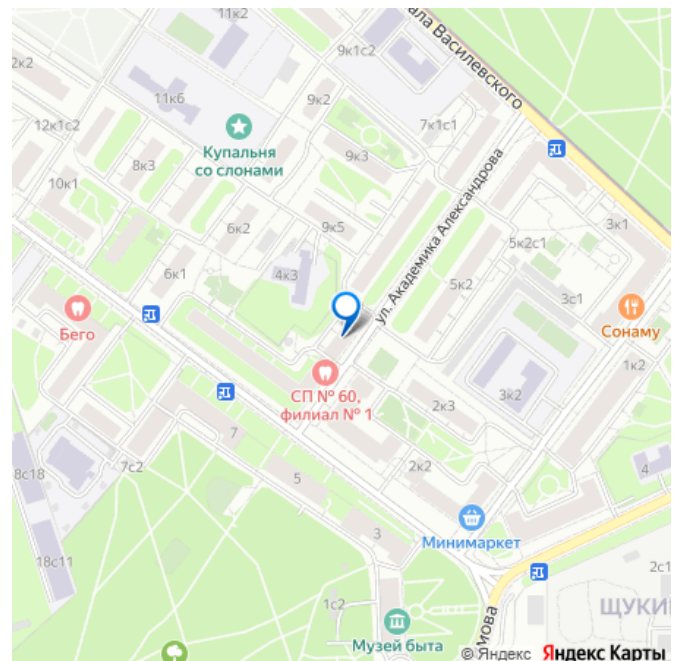 11к2
ала Василевского
2к2
9к1с2
11к6
9к2
12к1с2
7к1с1
Купальня
со слонами
8к3
9к3
10к1
ул. Академика Александрова
3к1
6к2
9к5
5к2с1
6к1
4к3
5к2
3с1
Бего
Сонаму
1к2
СП № 60,
филиал № 1
2к3
3к2
7
2к2
7с2
8с18
5
4
3
Минимаркет
18с11
2с1
1с2
ЩУКИ
мова
Музей быта
© Яндекс Яндекс Карты